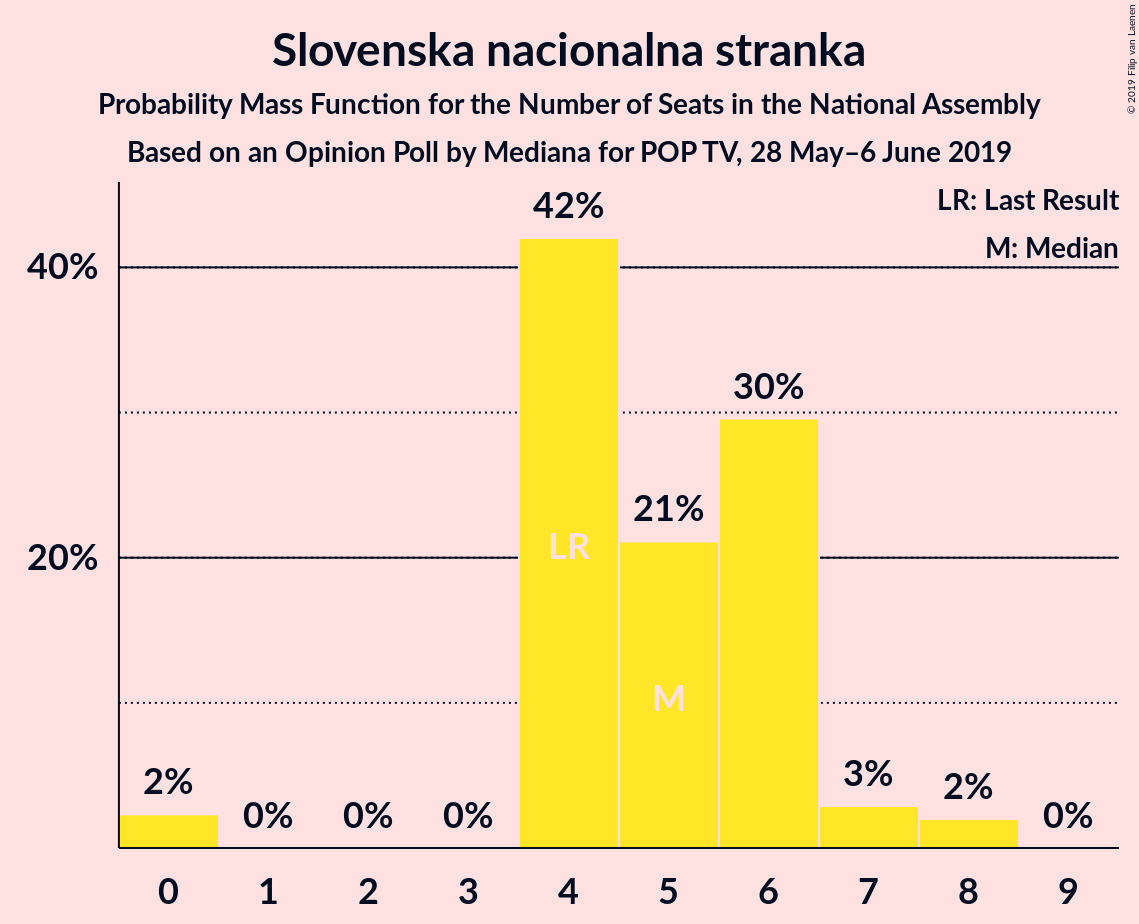 Slovenska nacionalna stranka
Probability Mass Function for the Number of Seats in the National Assembly
Based on an Opinion Poll by Mediana for POP TV, 28 May–6 June 2019
© 2019 Filip van Laenen
LR: Last Result
M: Median
40%
20%
2%
0%
0%
0%
42%
21%
30%
3%
2%
0%
LR
M
0 1 2 3 4 5 6 7 8 9